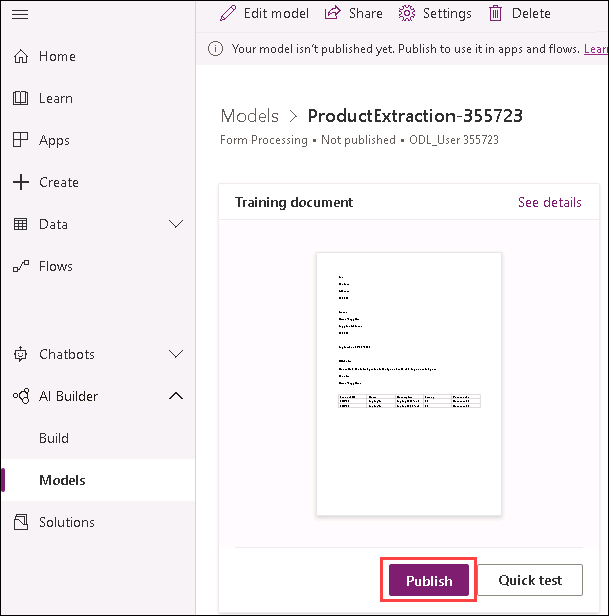 Edit model Share Settings Delete
Your model isn't published yet. Publish to use it in apps and flows. Learn
Home
Learn
Apps
Create
Data
Flows
Chatbots
AI Builder
Build
Models
Solutions
Models > ProductExtraction-355723
Form Processing • Not published • ODL_User 355723
Training document See details
Publish Quick test